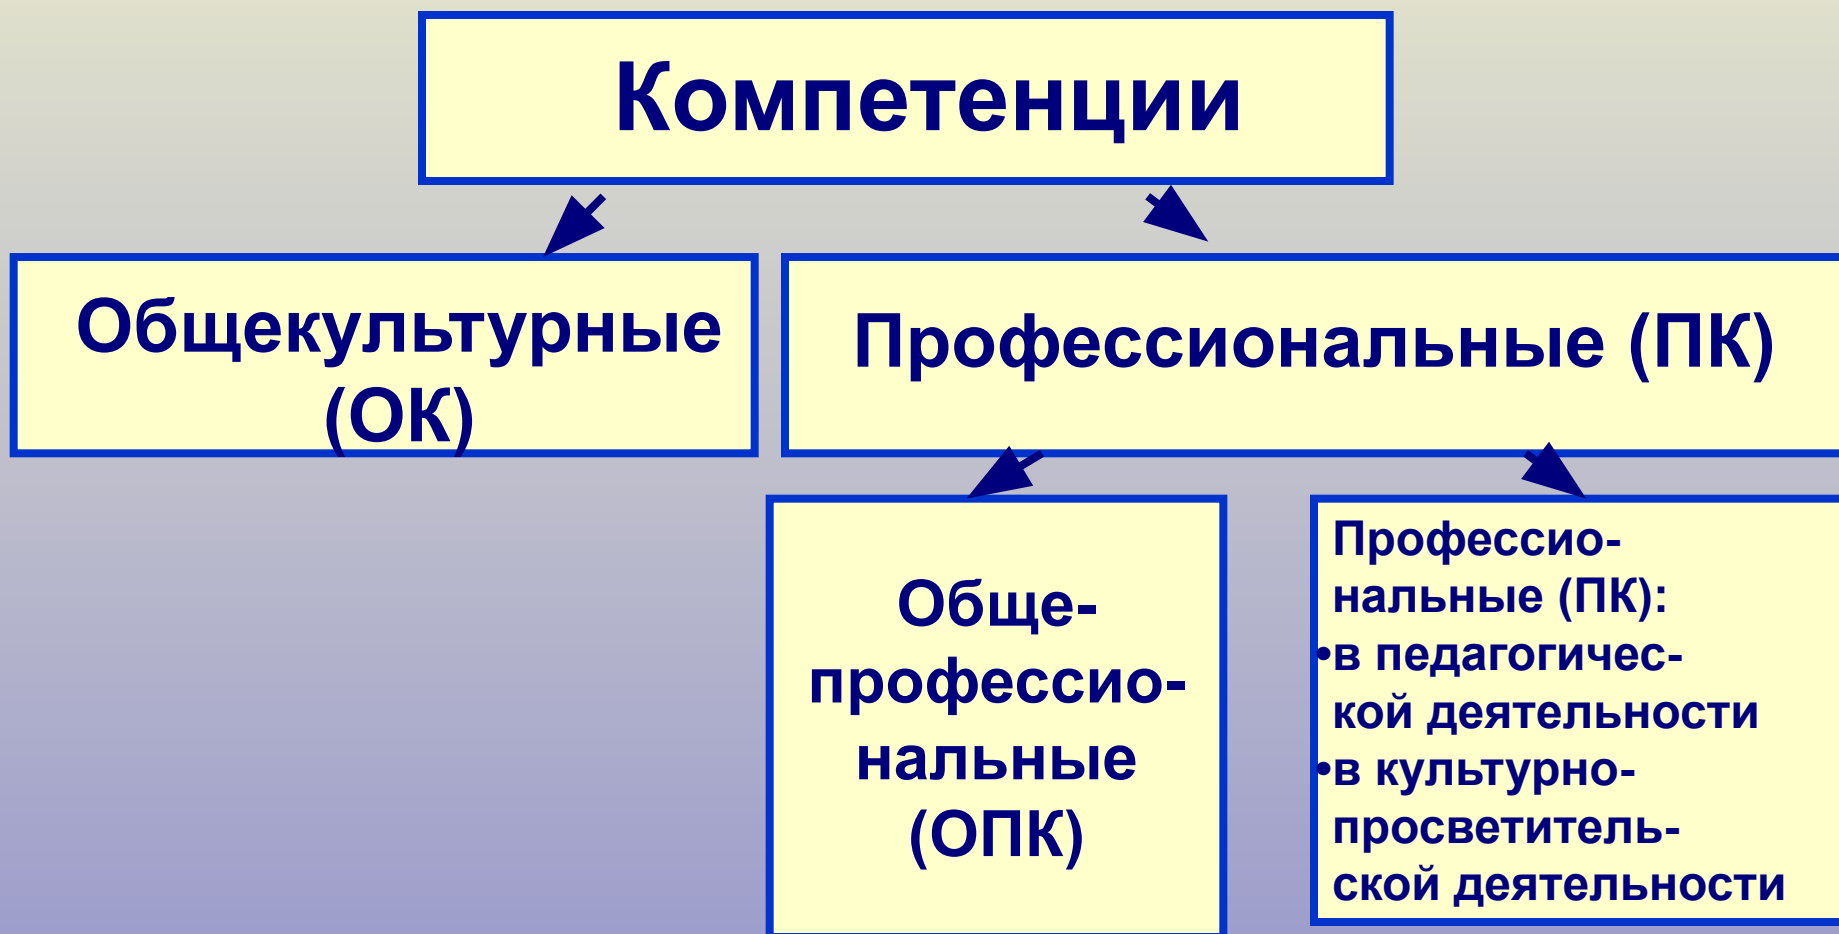 Компетенции
Общекультурные
(ОК)
Профессиональные (ПК)
Обще-
профессио-
нальные
(ОПК)
Профессио-
нальные (ПК):
•в педагогичес-
кой деятельности
•в культурно-
просветитель-
ской деятельности